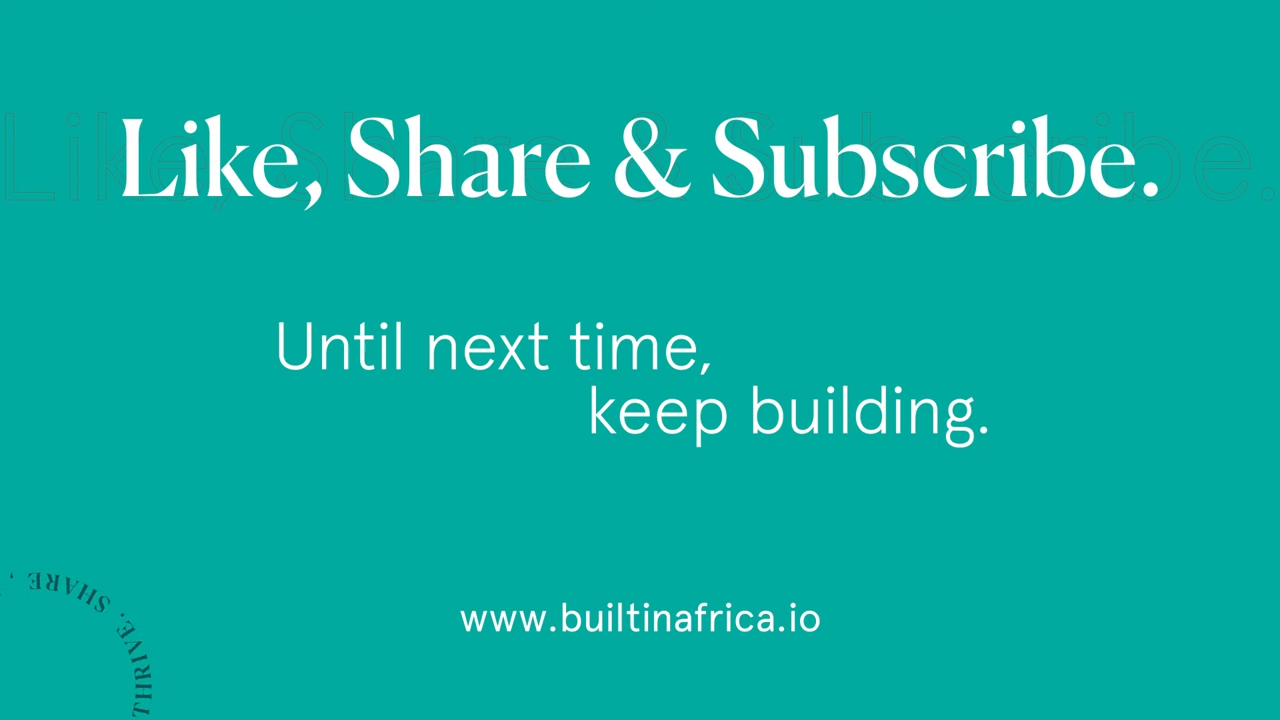 Like, Share & Subscribe.
Until next time,
keep building.
www.builtinafrica.io
THRIVE. SHARE